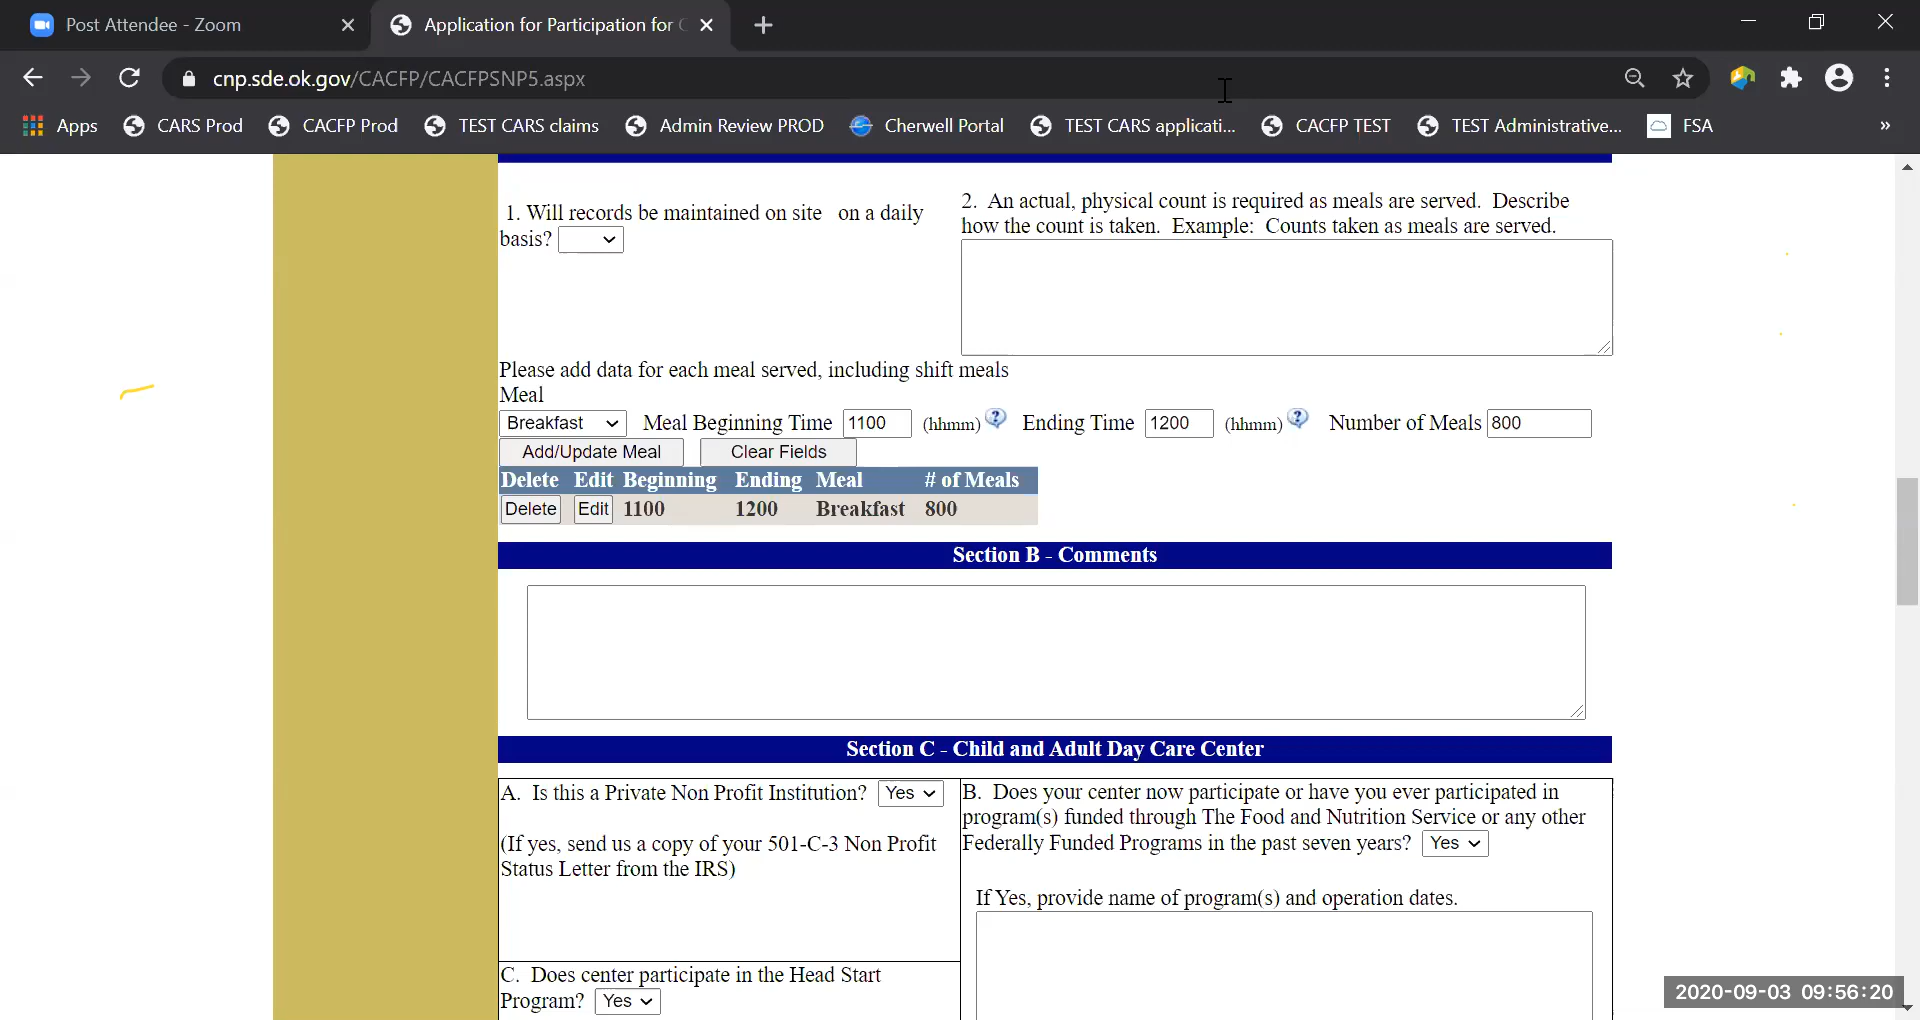 Post Attendee - Zoom
Application for Participation for
cnp.sde.ok.gov/CACFP/CACFPSNP5.aspx
Apps CARS Prod CACFP Prod TEST CARS claims Admin Review PROD Cherwell Portal TEST CARS applicati... CACFP TEST TEST Administrative... FSA »
1. Will records be maintained on site on a daily
basis?
2. An actual, physical count is required as meals are served. Describe
how the count is taken. Example: Counts taken as meals are served.
Please add data for each meal served, including shift meals
Meal
Breakfast Meal Beginning Time 1100 (hhmm) Ending Time 1200 (hhmm) Number of Meals 800
Add/Update Meal Clear Fields
Delete Edit Beginning Ending Meal # of Meals
Delete Edit 1100 1200 Breakfast 800
Section B - Comments
Section C - Child and Adult Day Care Center
A. Is this a Private Non Profit Institution? Yes
(If yes, send us a copy of your 501-C-3 Non Profit
Status Letter from the IRS)
B. Does your center now participate or have you ever participated in
program(s) funded through The Food and Nutrition Service or any other
Federally Funded Programs in the past seven years? Yes
If Yes, provide name of program(s) and operation dates.
C. Does center participate in the Head Start
Program? Yes
2020-09-03 09:56:20